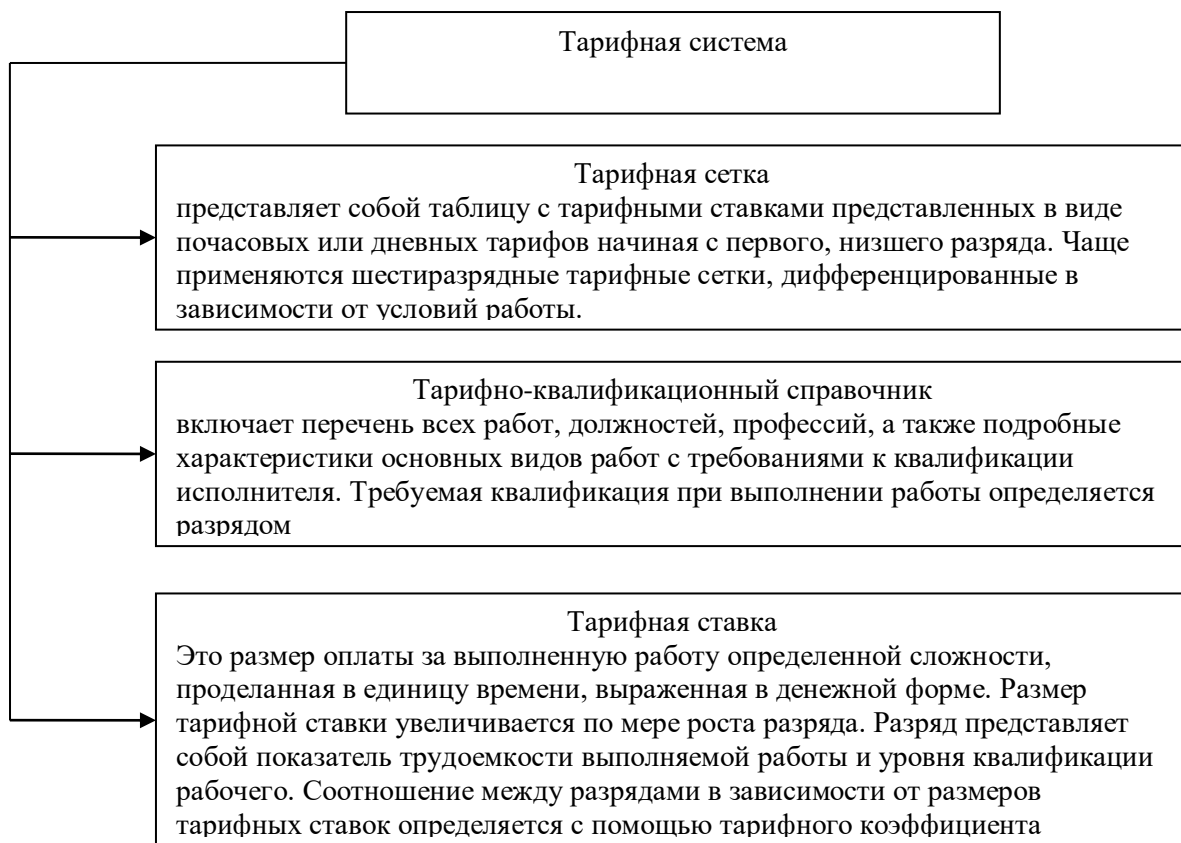 Тарифная система
Тарифная сетка
представляет собой таблицу с тарифными ставками представленных в виде
почасовых или дневных тарифов начиная с первого, низшего разряда. Чаще
применяются шестиразрядные тарифные сетки, дифференцированные в
зависимости от условий работы.
Тарифно-квалификационный справочник
включает перечень всех работ, должностей, профессий, а также подробные
характеристики основных видов работ с требованиями к квалификации
исполнителя. Требуемая квалификация при выполнении работы определяется
разрядом
Тарифная ставка
Это размер оплаты за выполненную работу определенной сложности,
проделанная в единицу времени, выраженная в денежной форме. Размер
тарифной ставки увеличивается по мере роста разряда. Разряд представляет
собой показатель трудоемкости выполняемой работы и уровня квалификации
рабочего. Соотношение между разрядами в зависимости от размеров
тарифных ставок определяется с помощью тарифного коэффициента